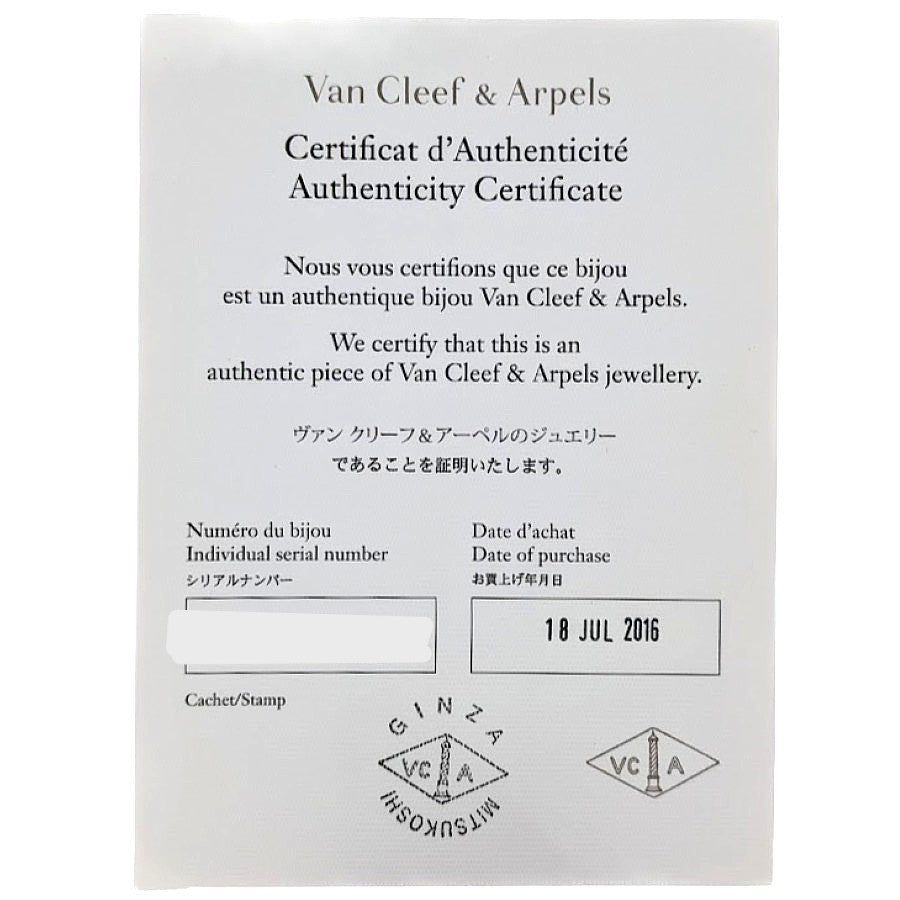 Van Cleef & Arpels
Certificat d'Authenticité
Authenticity Certificate
Nous vous certifions que ce bijou
est un authentique bijou Van Cleef & Arpels.
We certify that this is an
authentic piece of Van Cleef & Arpels jewellery.
ヴァン クリーフ&アーペルのジュエリー
であることを証明いたします。
Numéro du bijou
Individual serial number
シリアルナンバー
Date d'achat
Date of purchase
お買上げ年月日
18 JUL 2016
Cachet/Stamp
GINZA
VC A
MITSUKOSHI
VC A